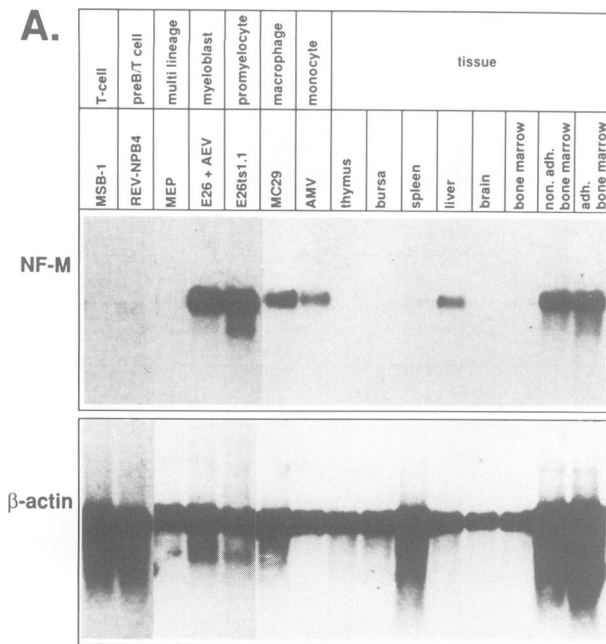 A.
T-cell
preB/T cell
multi lineage
myeloblast
promyelocyte
macrophage
monocyte
tissue
MSB-1
REV-NPB4
MEP
E26 + AEV
E26ts1.1
MC29
AMV
thymus
bursa
spleen
liver
brain
bone marrow
non. adh.
bone marrow
adh.
bone marrow
NF-M
β-actin